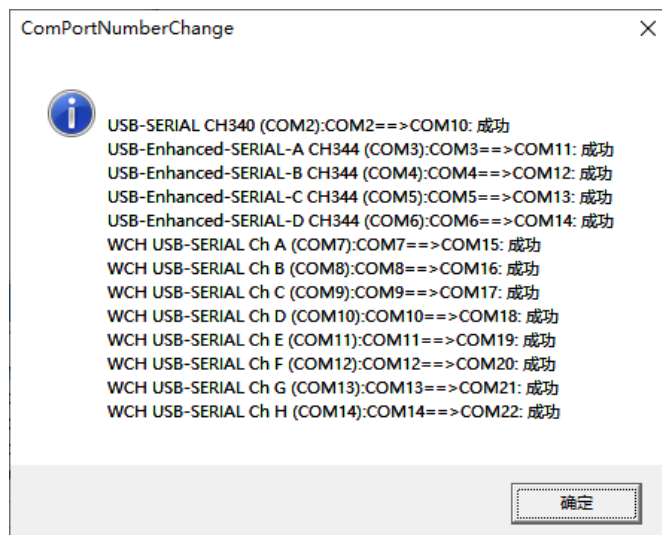 ComPortNumberChange
USB-SERIAL CH340 (COM2):COM2==>COM10: 成功
USB-Enhanced-SERIAL-A CH344 (COM3):COM3==>COM11: 成功
USB-Enhanced-SERIAL-B CH344 (COM4):COM4==>COM12: 成功
USB-Enhanced-SERIAL-C CH344 (COM5):COM5==>COM13: 成功
USB-Enhanced-SERIAL-D CH344 (COM6):COM6==>COM14: 成功
WCH USB-SERIAL Ch A (COM7):COM7==>COM15: 成功
WCH USB-SERIAL Ch B (COM8):COM8==>COM16: 成功
WCH USB-SERIAL Ch C (COM9):COM9==>COM17: 成功
WCH USB-SERIAL Ch D (COM10):COM10==>COM18: 成功
WCH USB-SERIAL Ch E (COM11):COM11==>COM19: 成功
WCH USB-SERIAL Ch F (COM12):COM12==>COM20: 成功
WCH USB-SERIAL Ch G (COM13):COM13==>COM21: 成功
WCH USB-SERIAL Ch H (COM14):COM14==>COM22: 成功
确定